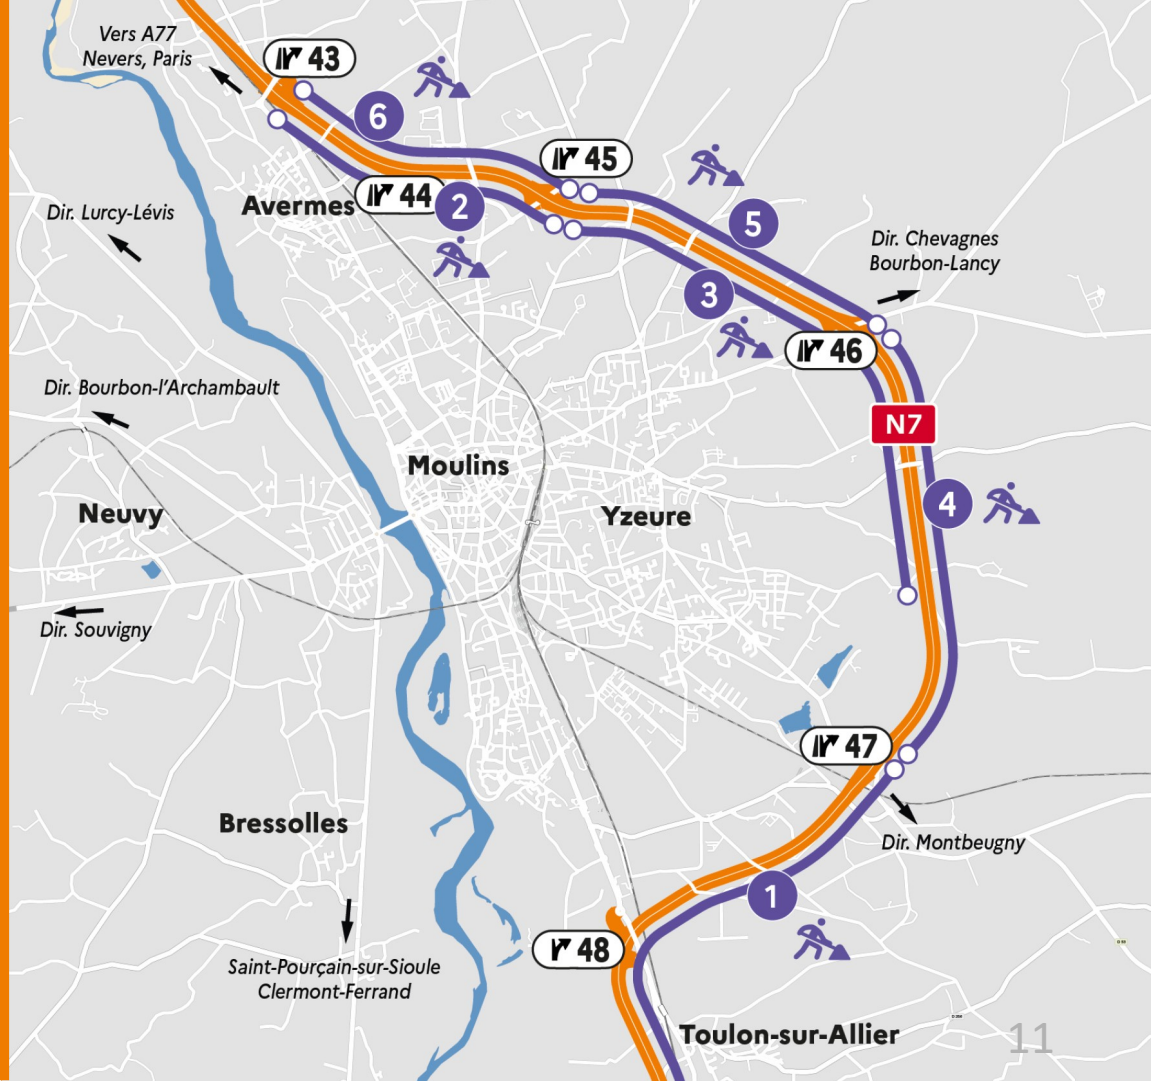 Vers A77
Nevers, Paris
43
6
45
44
Avermes
2
Dir. Lurcy-Lévis
5
Dir. Chevagnes
Bourbon-Lancy
3
46
Dir. Bourbon-l'Archambault
N7
Moulins
4
Neuvy
Yzeure
Dir. Souvigny
47
Bressolles
Dir. Montbeugny
1
48
Saint-Pourçain-sur-Sioule
Clermont-Ferrand
Toulon-sur-Allier
11